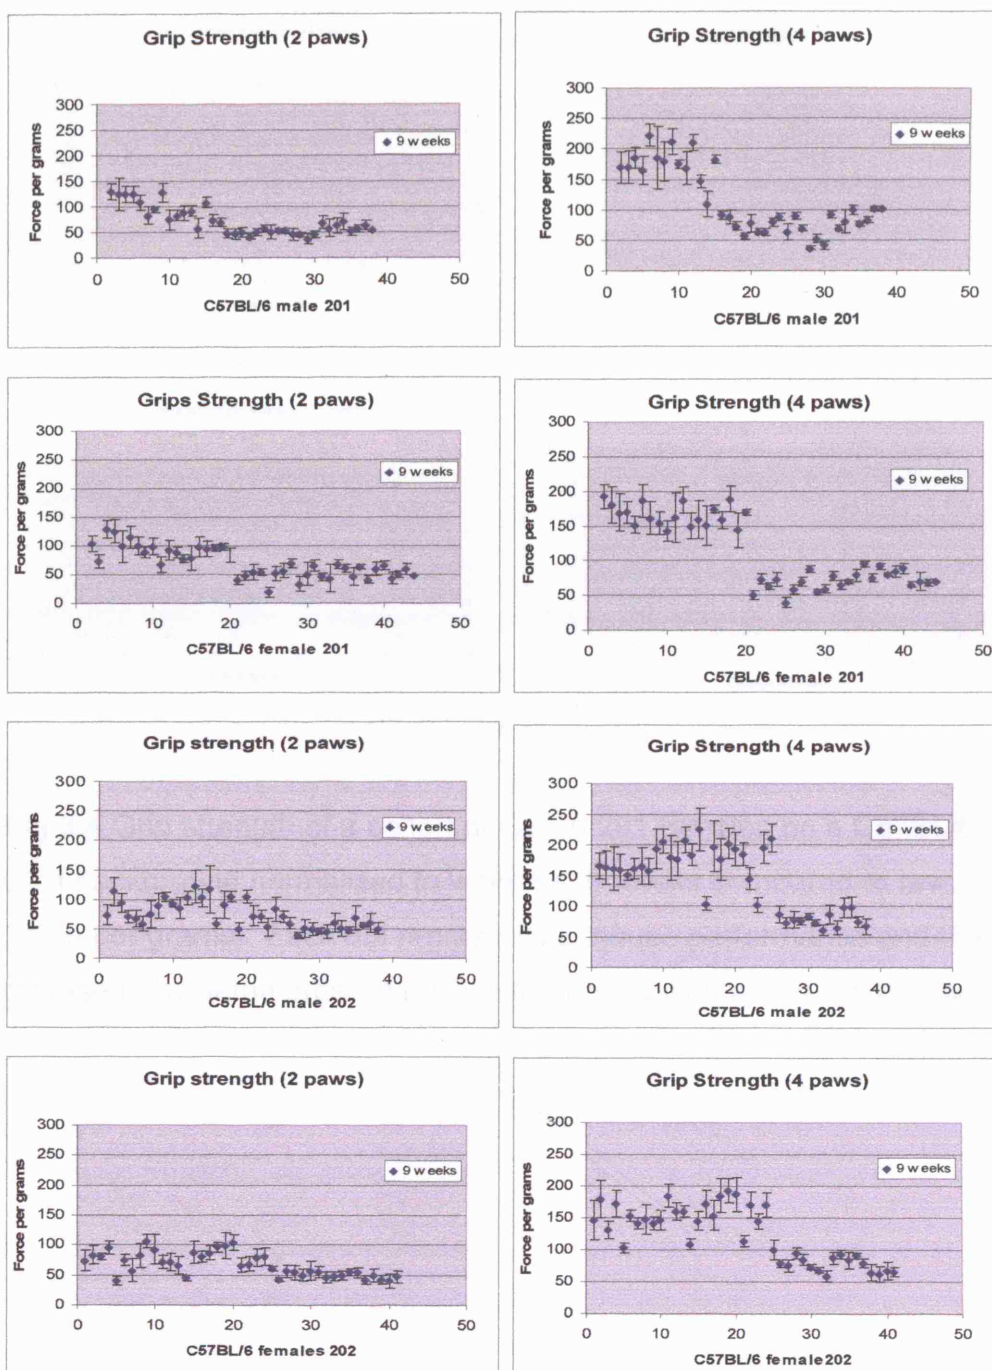 Grip Strength (2 paws)
Force per grams
300
250
200
150
100
50
0
9 weeks
0 10 20 30 40 50
C57BL/6 male 201
Grip Strength (4 paws)
Force per grams
300
250
200
150
100
50
0
9 weeks
0 10 20 30 40 50
C57BL/6 male 201
Grips Strength (2 paws)
Force per grams
300
250
200
150
100
50
0
9 weeks
0 10 20 30 40 50
C57BL/6 female 201
Grip Strength (4 paws)
Force per grams
300
250
200
150
100
50
0
9 weeks
0 10 20 30 40 50
C57BL/6 female 201
Grip strength (2 paws)
Force per grams
300
250
200
150
100
50
0
9 weeks
0 10 20 30 40 50
C57BL/6 male 202
Grip Strength (4 paws)
Force per grams
300
250
200
150
100
50
0
9 weeks
0 10 20 30 40 50
C57BL/6 male 202
Grip strength (2 paws)
Force per grams
300
250
200
150
100
50
0
9 weeks
0 10 20 30 40 50
C57BL/6 females 202
Grip Strength (4 paws)
Force per grams
300
250
200
150
100
50
0
9 weeks
0 10 20 30 40 50
C57BL/6 female202